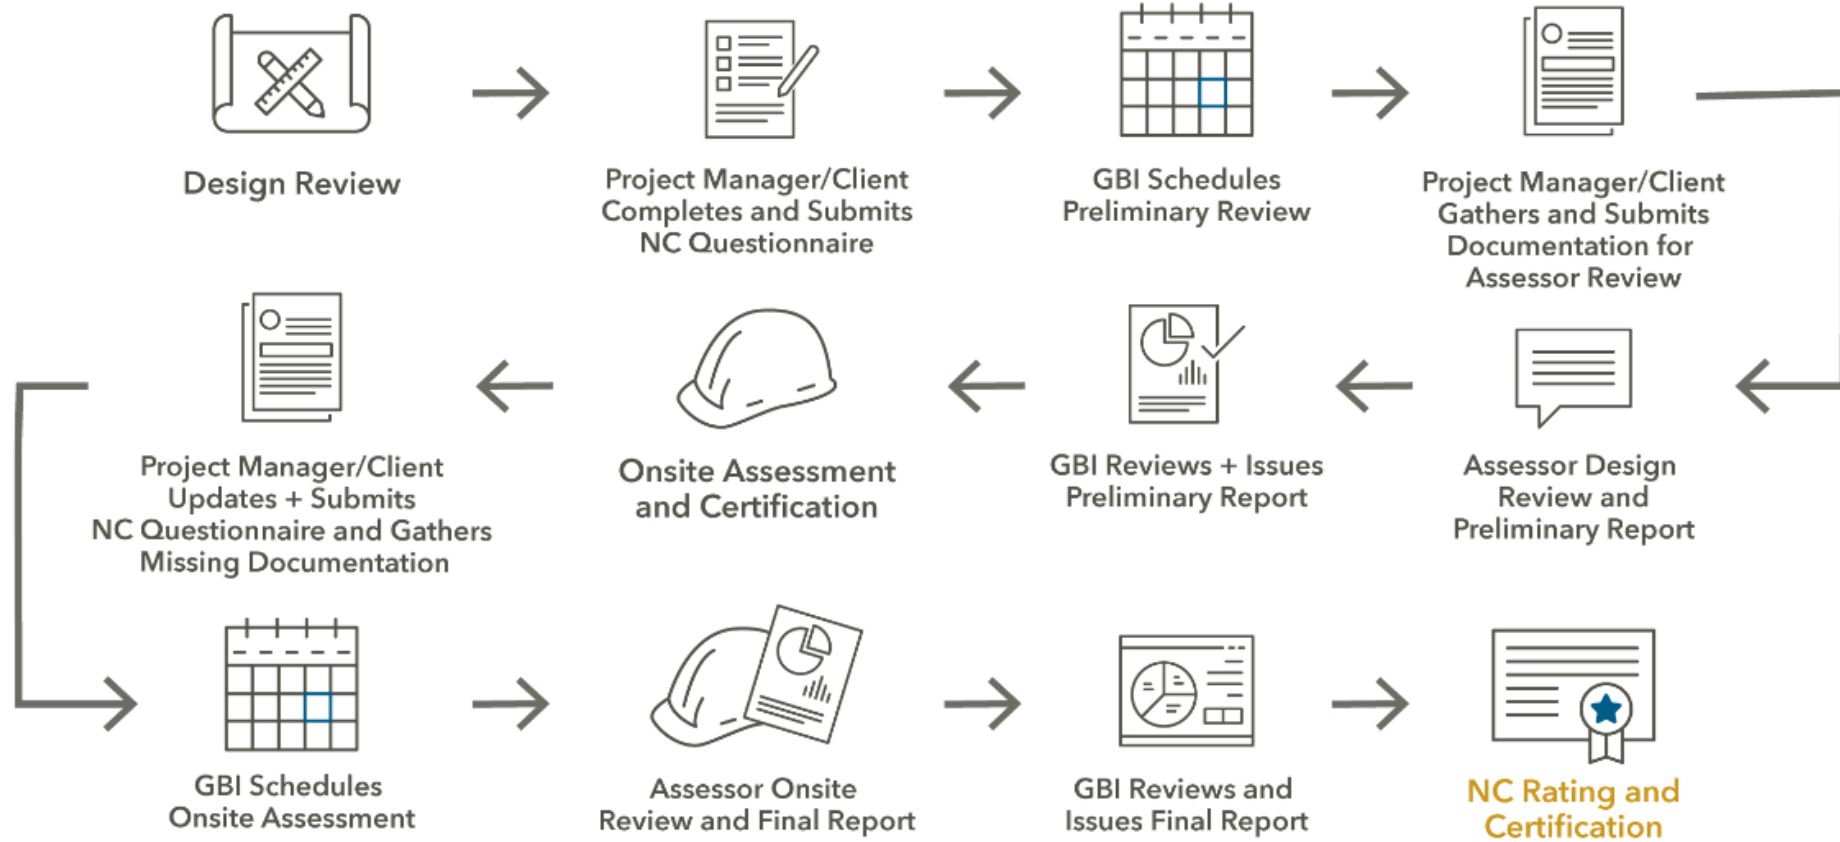 Design Review
Project Manager/Client
Completes and Submits
NC Questionnaire
GBI Schedules
Preliminary Review
Project Manager/Client
Gathers and Submits
Documentation for
Assessor Review
Assessor Design
Review and
Preliminary Report
GBI Reviews + Issues
Preliminary Report
Onsite Assessment
and Certification
Project Manager/Client
Updates + Submits
NC Questionnaire and Gathers
Missing Documentation
GBI Schedules
Onsite Assessment
Assessor Onsite
Review and Final Report
GBI Reviews and
Issues Final Report
NC Rating and
Certification